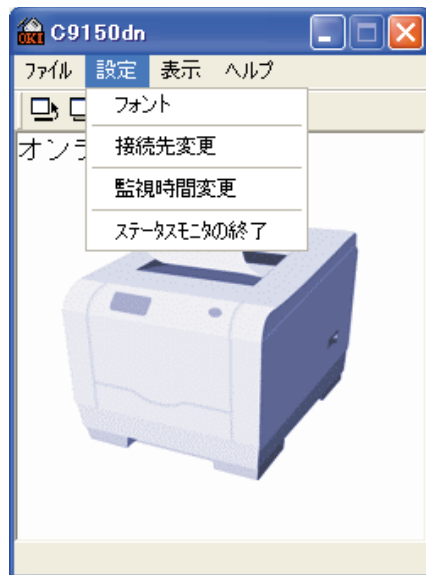 OKI C9150dn
ファイル 設定 表示 ヘルプ
フォント
オンラ
接続先変更
監視時間変更
ステータスモニタの終了